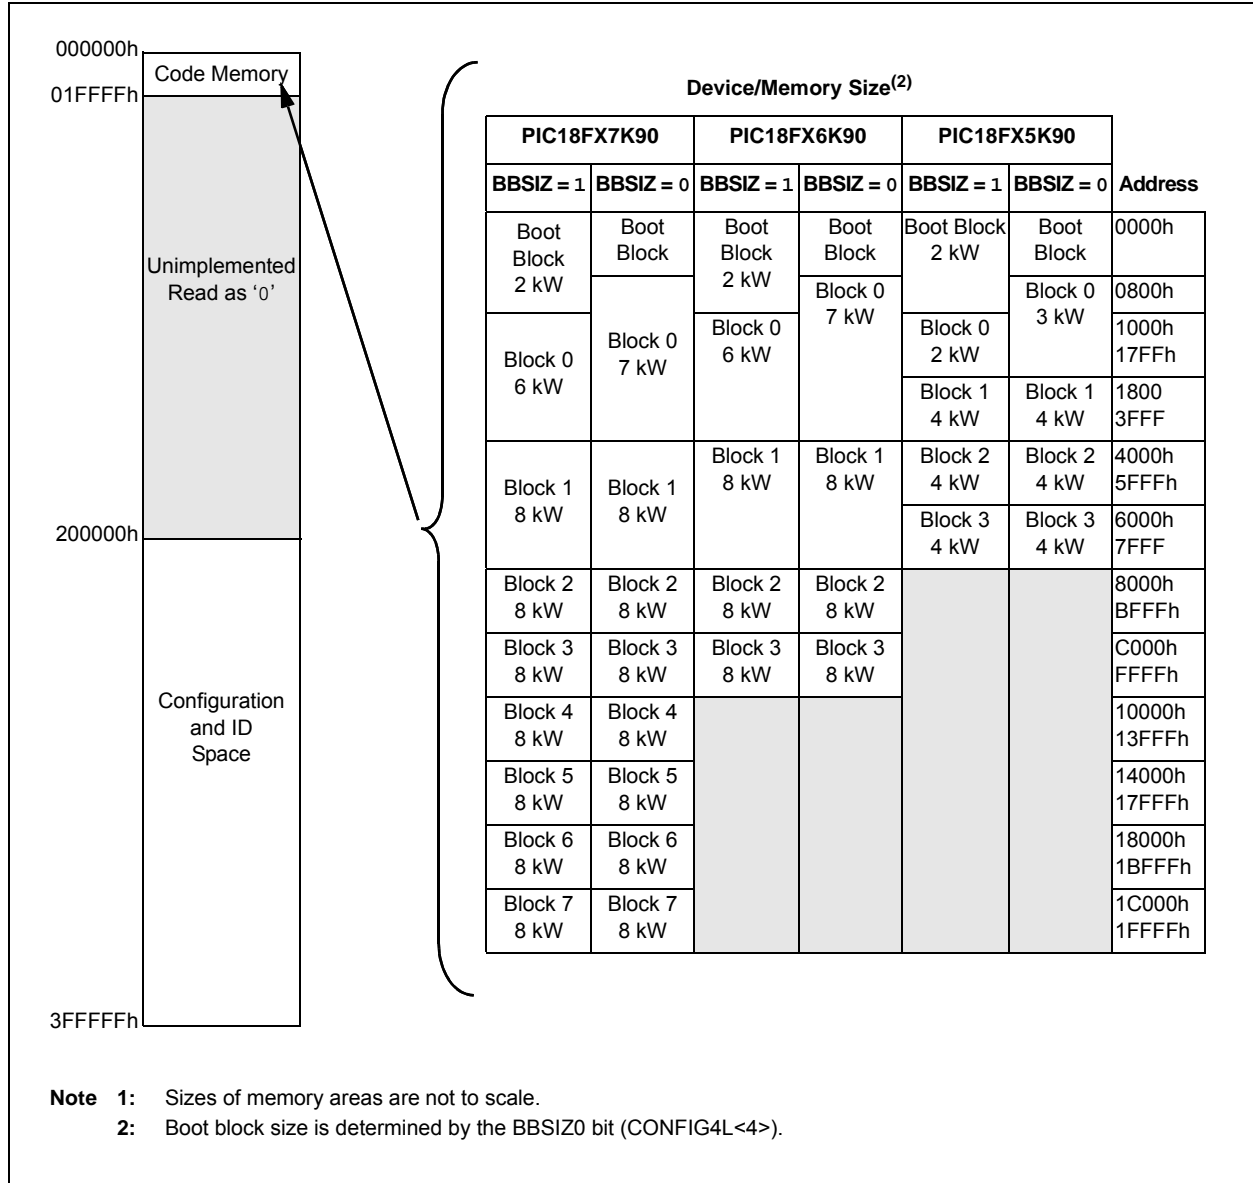 000000h
Code Memory
01FFFFh
Unimplemented
Read as ‘0’
200000h
Configuration
and ID
Space
3FFFFFh
Device/Memory Size(2)
PIC18FX7K90 PIC18FX6K90 PIC18FX5K90
BBSIZ = 1 BBSIZ = 0 BBSIZ = 1 BBSIZ = 0 BBSIZ = 1 BBSIZ = 0 Address
Boot Block 2 kW Boot Block Boot Block 2 kW Boot Block Boot Block 2 kW Boot Block 0000h
Block 0 7 kW Block 0 7 kW Block 0 3 kW 0800h
Block 0 6 kW Block 0 6 kW Block 0 2 kW 1000h 17FFh
Block 1 4 kW Block 1 4 kW 1800 3FFF
Block 1 8 kW Block 1 8 kW Block 1 8 kW Block 1 8 kW Block 2 4 kW Block 2 4 kW 4000h 5FFFh
Block 3 4 kW Block 3 4 kW 6000h 7FFF
Block 2 Block 2 Block 2 Block 2 8000h
8 kW 8 kW 8 kW 8 kW BFFFh
Block 3 Block 3 Block 3 Block 3 C000h
8 kW 8 kW 8 kW 8 kW FFFFh
Block 4 Block 4 10000h
8 kW 8 kW 13FFFh
Block 5 Block 5 14000h
8 kW 8 kW 17FFFh
Block 6 Block 6 18000h
8 kW 8 kW 1BFFFh
Block 7 Block 7 1C000h
8 kW 8 kW 1FFFFh
Note 1: Sizes of memory areas are not to scale.
2: Boot block size is determined by the BBSIZ0 bit (CONFIG4L<4>).